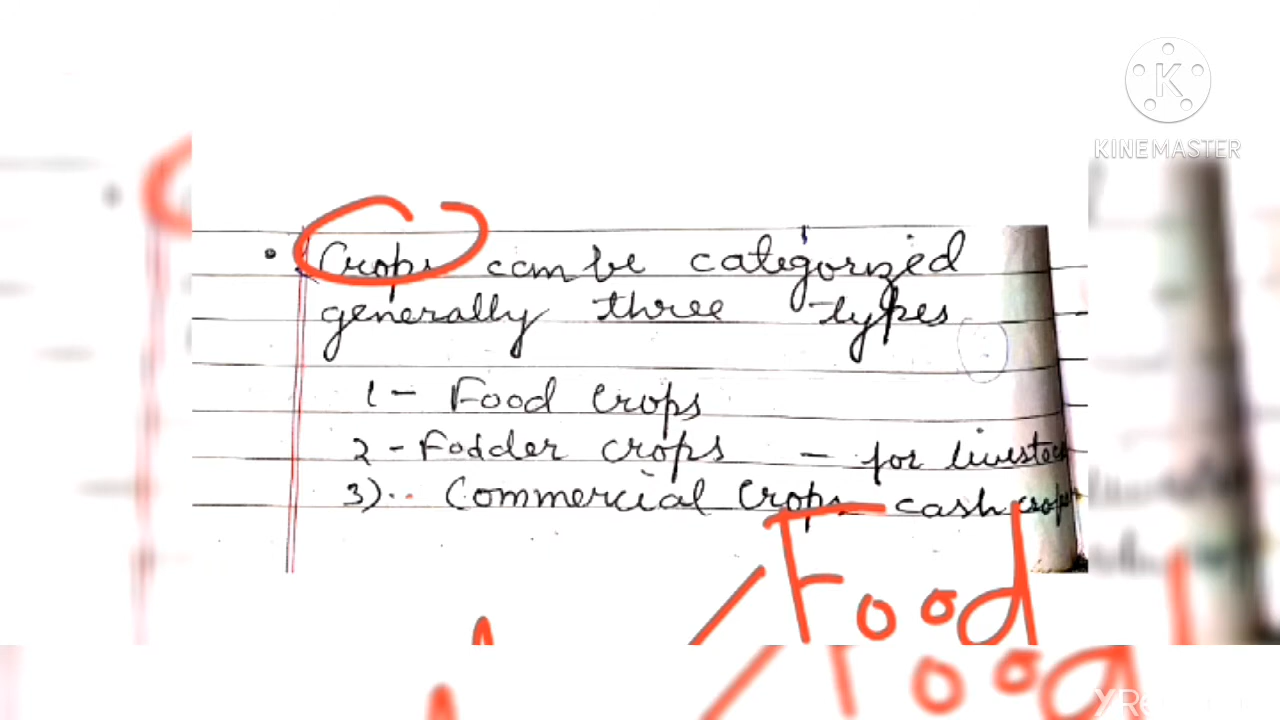 K
KINEMASTER
• Crops can be categorized
generally three types
1 - Food Crops
2 - Fodder crops - for livestock
3).. Commercial Crops cash crops
Food
Food